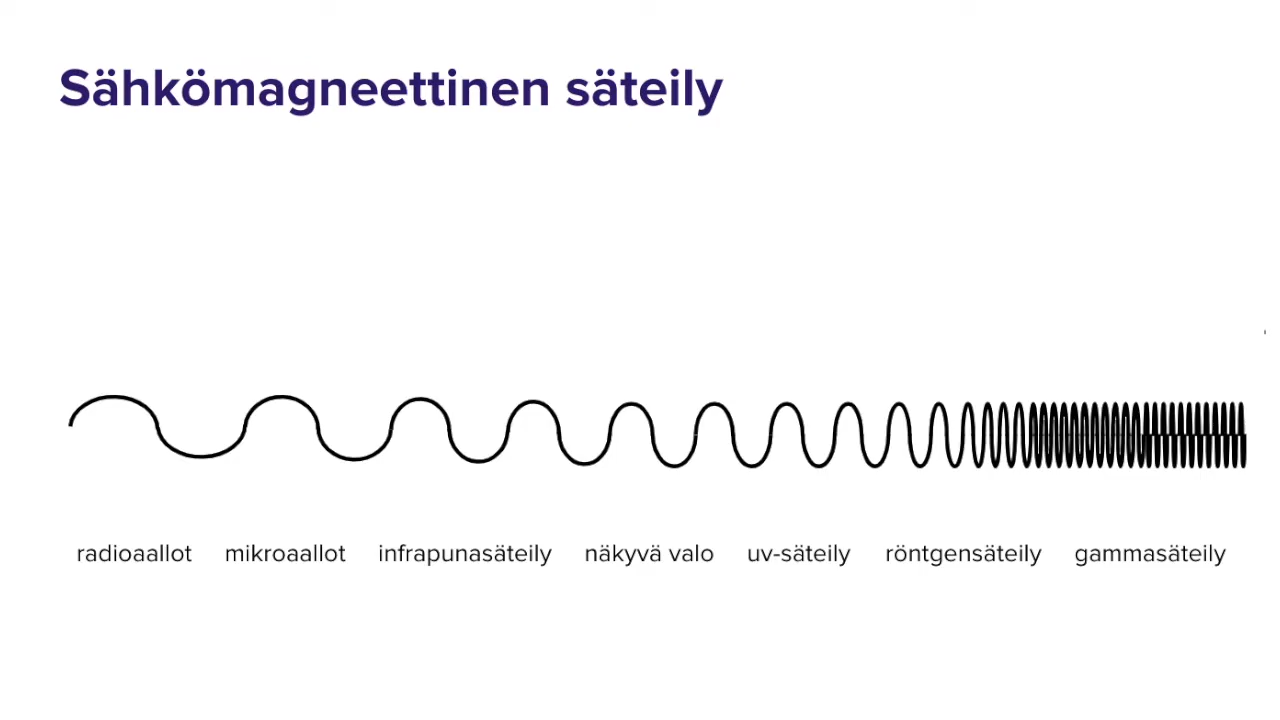 Sähkömagneettinen säteily
radioaallot mikroaallot infrapunasäteily näkyvä valo uv-säteily röntgensäteily gammasäteily